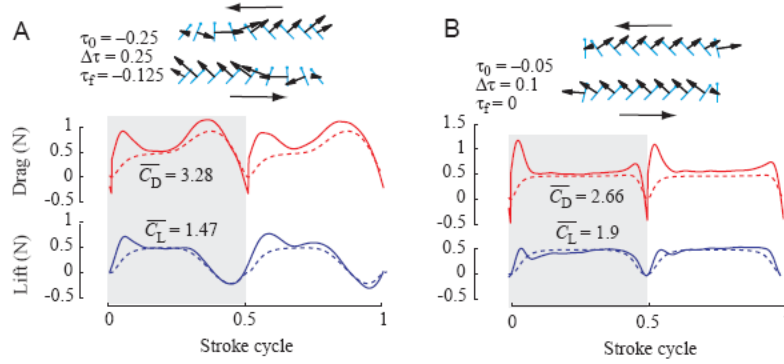 A
τ0 = –0.25
Δτ = 0.25
τf = –0.125
Drag (N)
1
0.5
0
-0.5
C̅D̅ = 3.28
Lift (N)
1
0.5
0
-0.5
C̅L̅ = 1.47
0
0.5
1
Stroke cycle
B
τ0 = –0.05
Δτ = 0.1
τf = 0
1.5
1
0.5
0
-0.5
C̅D̅ = 2.66
0.5
0
-0.5
C̅L̅ = 1.9
0
0.5
1
Stroke cycle